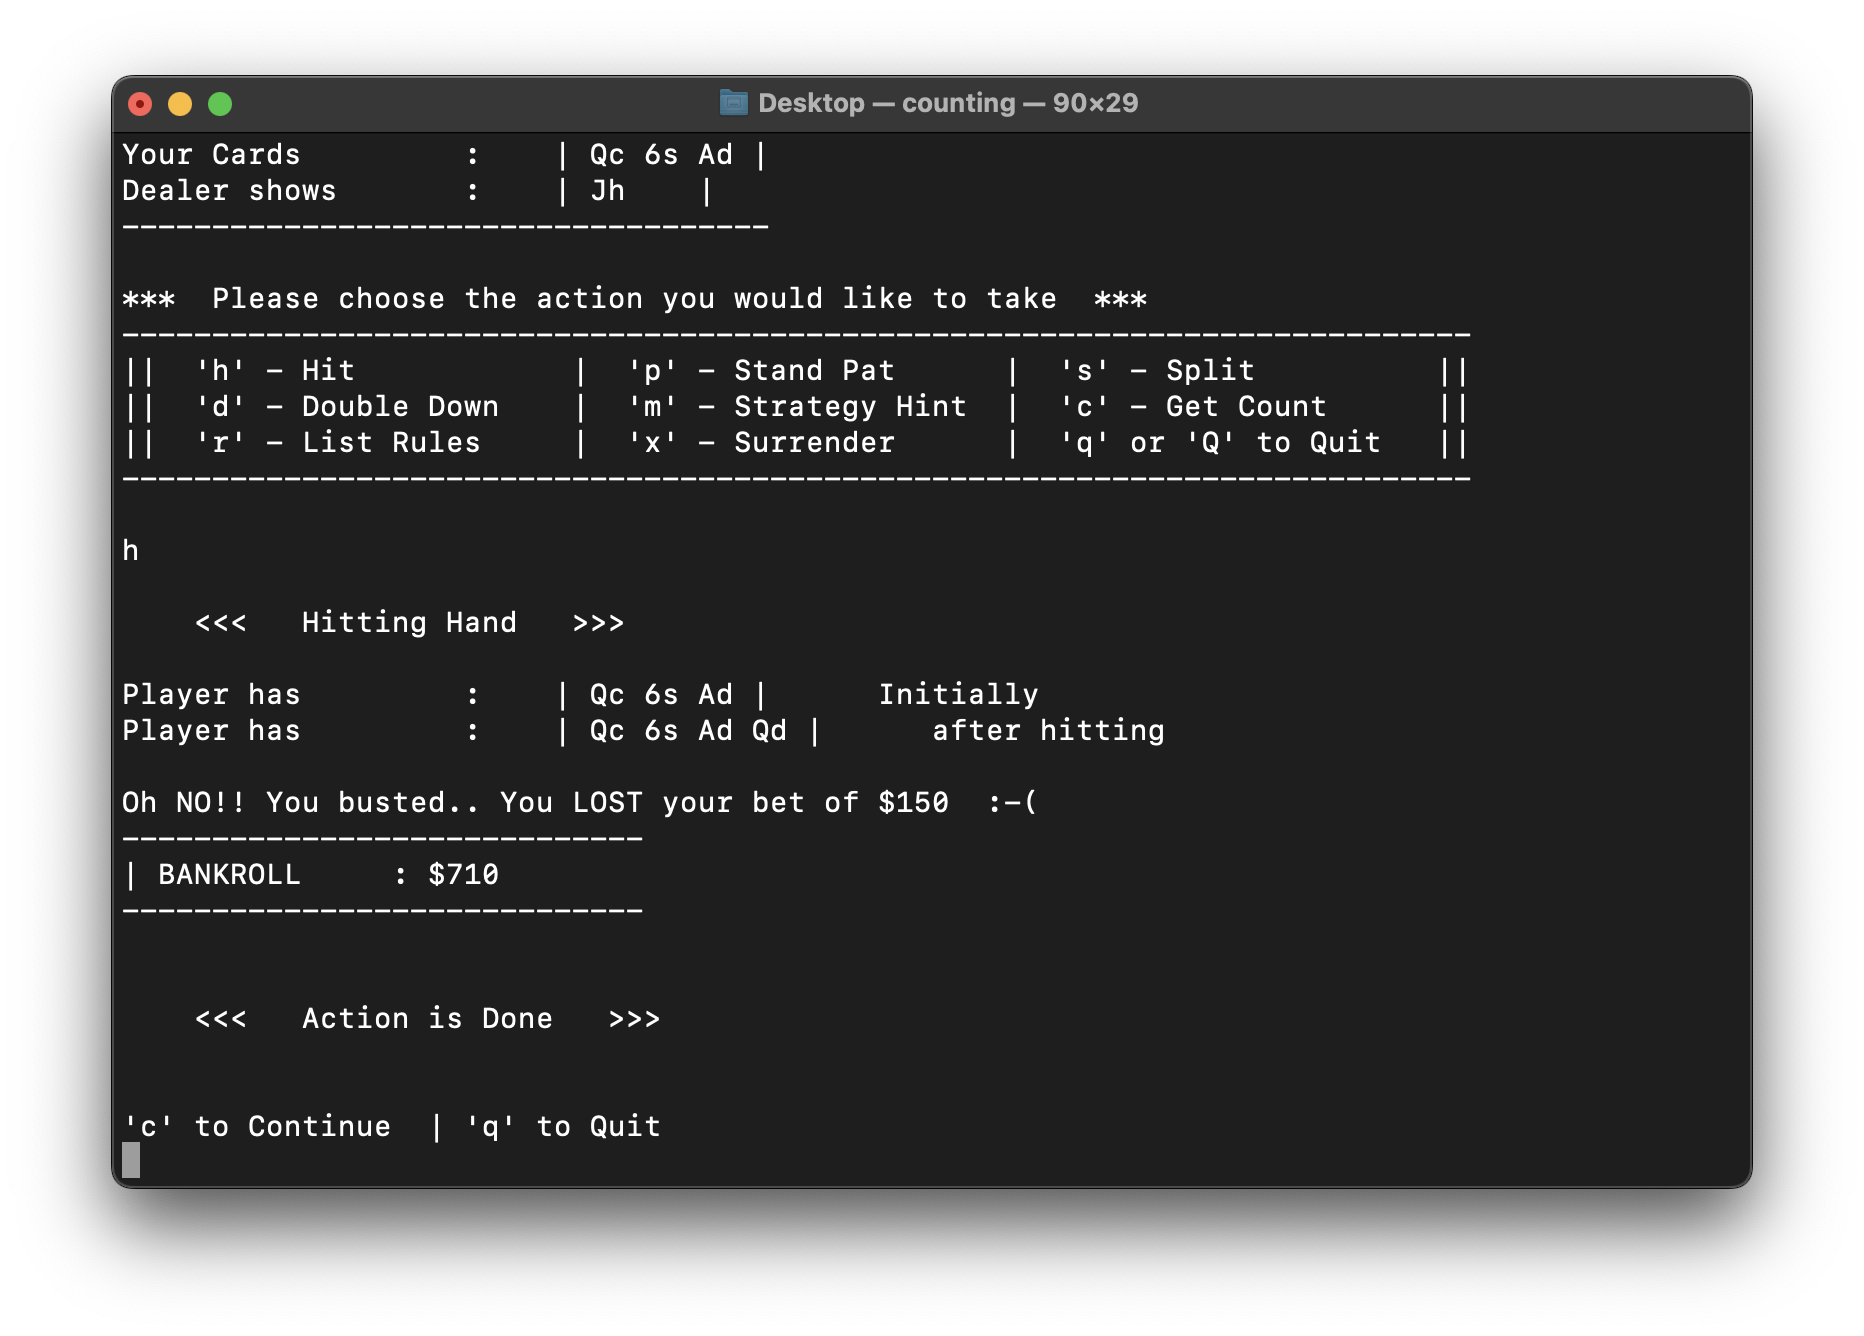 Desktop — counting — 90×29
Your Cards         :    | Qc 6s Ad |
Dealer shows       :    | Jh    |
------------------------------------

***  Please choose the action you would like to take  ***
---------------------------------------------------------------------------
||  'h' - Hit            |  'p' - Stand Pat      |  's' - Split          ||
||  'd' - Double Down    |  'm' - Strategy Hint  |  'c' - Get Count      ||
||  'r' - List Rules     |  'x' - Surrender      |  'q' or 'Q' to Quit   ||
---------------------------------------------------------------------------

h

    <<<   Hitting Hand   >>>

Player has         :    | Qc 6s Ad |      Initially
Player has         :    | Qc 6s Ad Qd |      after hitting

Oh NO!! You busted.. You LOST your bet of $150  :-(
-----------------------------
| BANKROLL     : $710
-----------------------------


    <<<   Action is Done   >>>


'c' to Continue  | 'q' to Quit